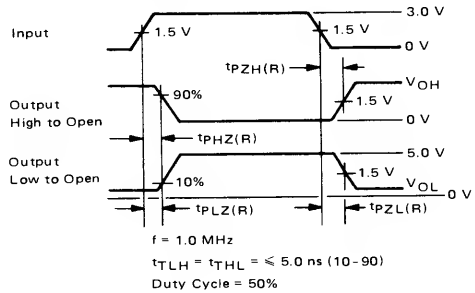 3.0 V
Input
1.5 V
1.5 V
0 V
tPZH(R)
VOH
90%
Output
High to Open
1.5 V
0 V
tPHZ(R)
5.0 V
Output
Low to Open
1.5 V
10%
VOL
0 V
tPLZ(R)
tPZL(R)
f = 1.0 MHz
tTLH = tTHL = ≤ 5.0 ns (10-90)
Duty Cycle = 50%